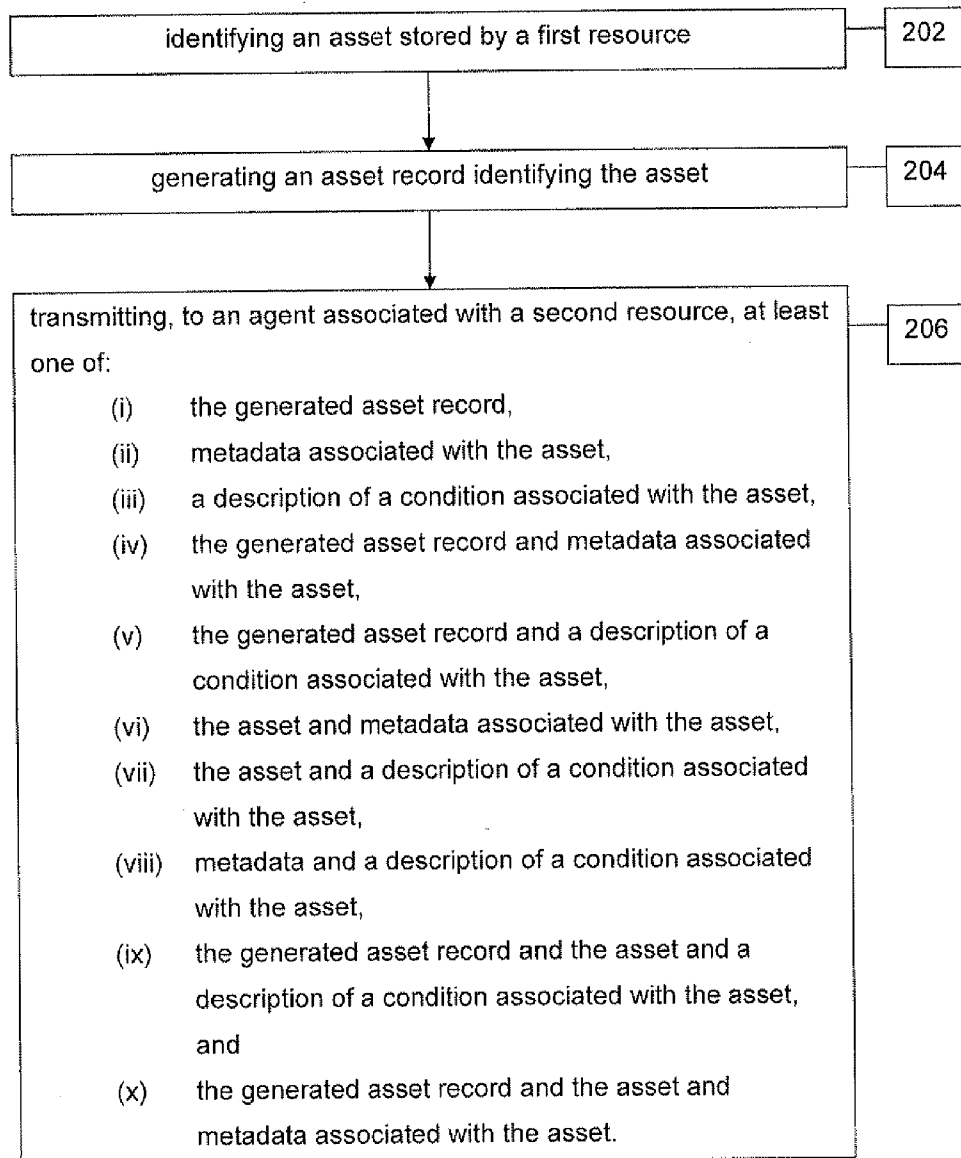 identifying an asset stored by a first resource
202
generating an asset record identifying the asset
204
transmitting, to an agent associated with a second resource, at least
one of:
206
(i) the generated asset record,
(ii) metadada associated with the asset,
(iii) a description of a condition associated with the asset,
(iv) the generated asset record and metadata associated
with the asset,
(v) the generated asset record and a description of a
condition associated with the asset,
(vi) the asset and metadata associated with the asset,
(vii) the asset and a description of a condition associated
with the asset,
(viii) metadata and a description of a condition associated
with the asset,
(ix) the generated asset record and the asset and a
description of a condition associated with the asset,
and
(x) the generated asset record and the asset and
metadata associated with the asset.